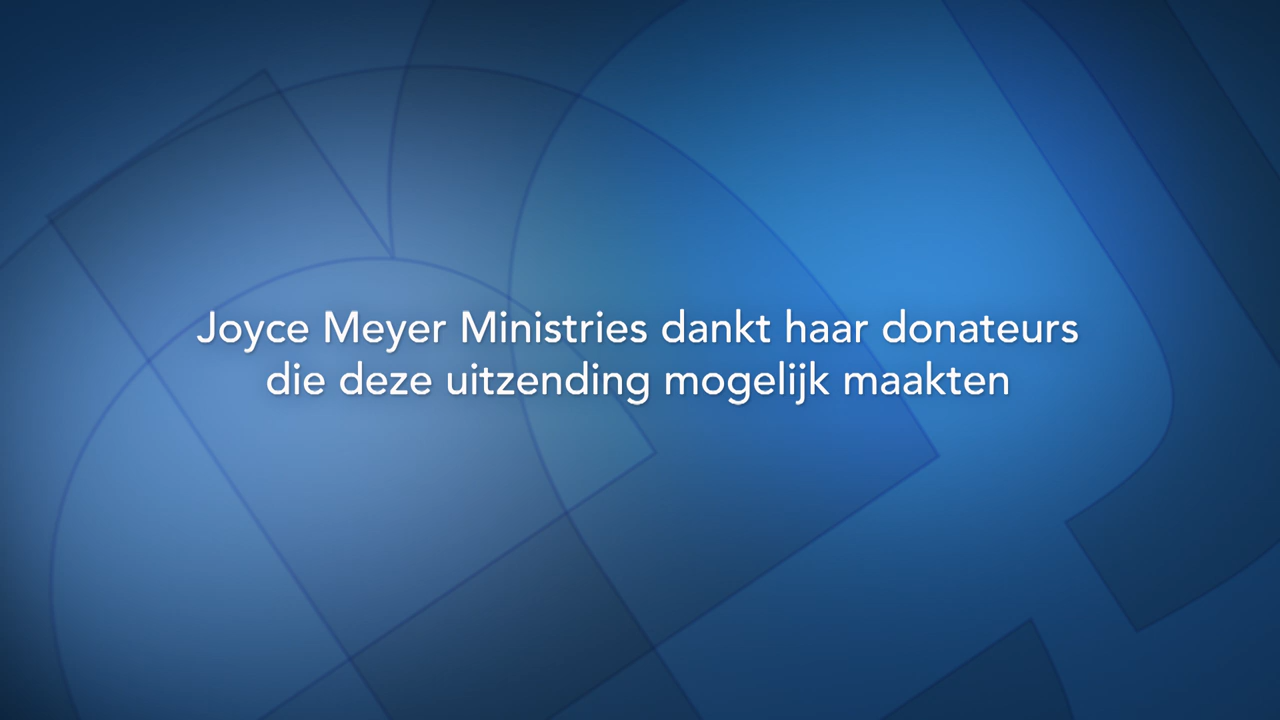 Joyce Meyer Ministries dankt haar donateurs
die deze uitzending mogelijk maakten